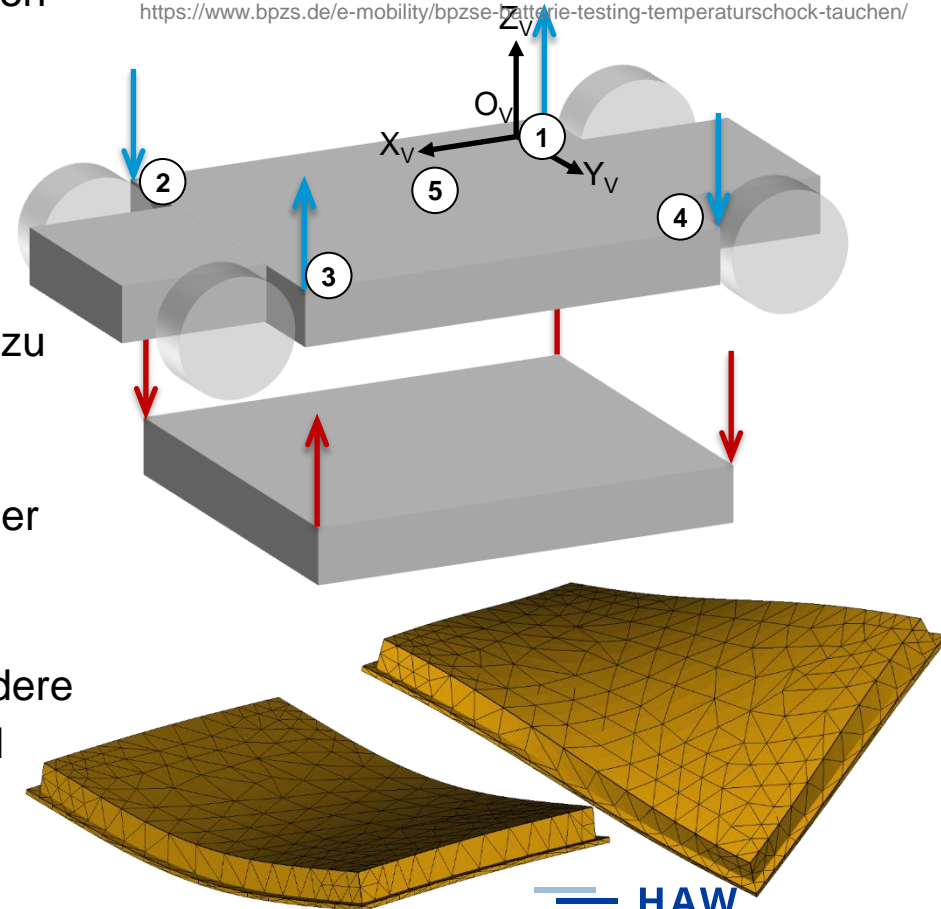 en
https://www.bpzs.de/e-mobility/bpzse-batterie-testing-temperaturschock-tauchen/
Z_V
O_V
1
X_V
Y_V
2
5
4
3
zu
er
dere
HAW